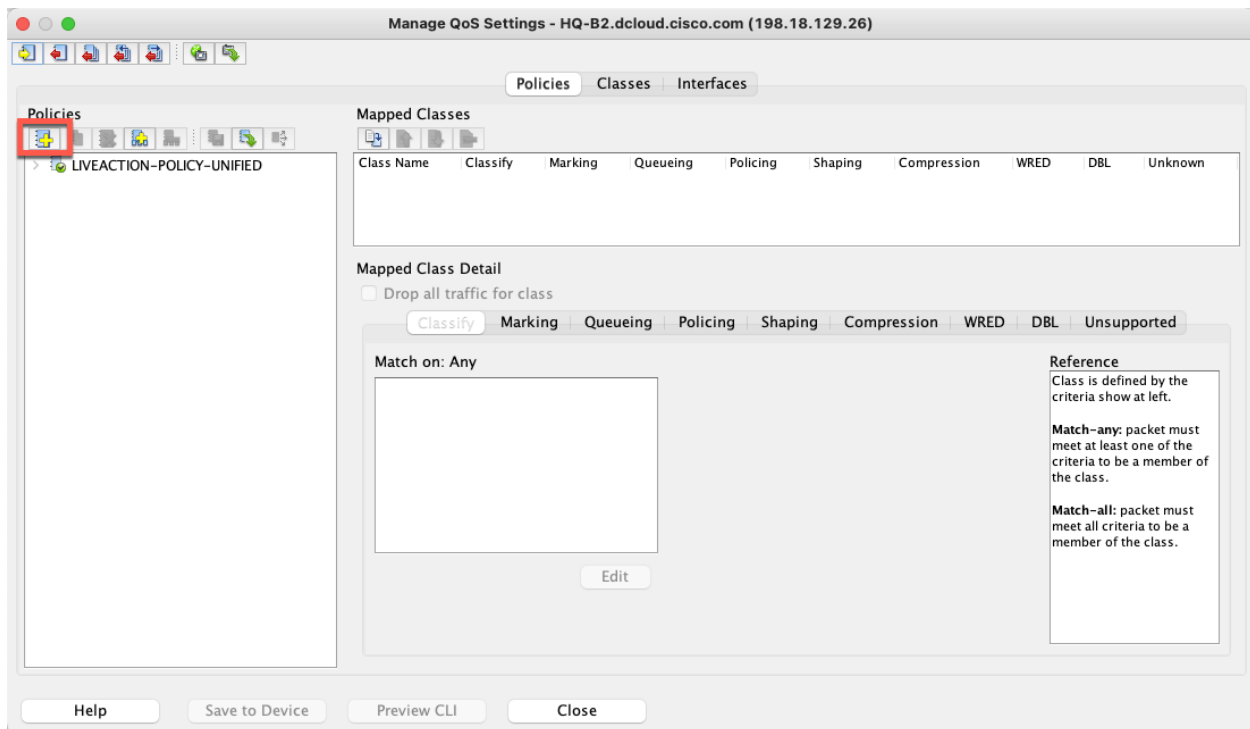 Manage QoS Settings - HQ-B2.dcloud.cisco.com (198.18.129.26)
Policies Classes Interfaces
Policies
LIVEACTION-POLICY-UNIFIED
Mapped Classes
Class Name Classify Marking Queueing Policing Shaping Compression WRED DBL Unknown
Mapped Class Detail
Drop all traffic for class
Classify Marking Queueing Policing Shaping Compression WRED DBL Unsupported
Match on: Any
Edit
Reference
Class is defined by the
criteria show at left.
Match-any: packet must
meet at least one of the
criteria to be a member of
the class.
Match-all: packet must
meet all criteria to be a
member of the class.
Help Save to Device Preview CLI Close